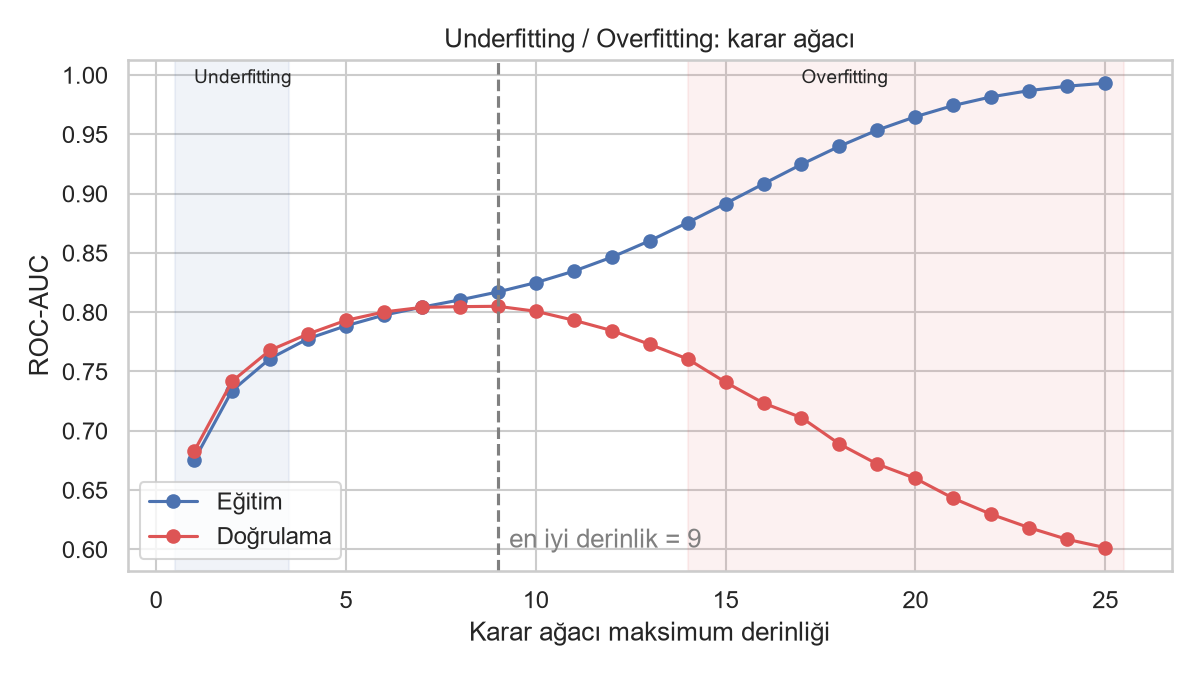 Underfitting / Overfitting: karar ağacı
Underfitting
Overfitting
1.00
0.95
0.90
0.85
0.80
0.75
0.70
0.65
0.60
ROC-AUC
Eğitim
Doğrulama
en iyi derinlik = 9
0 5 10 15 20 25
Karar ağacı maksimum derinliği